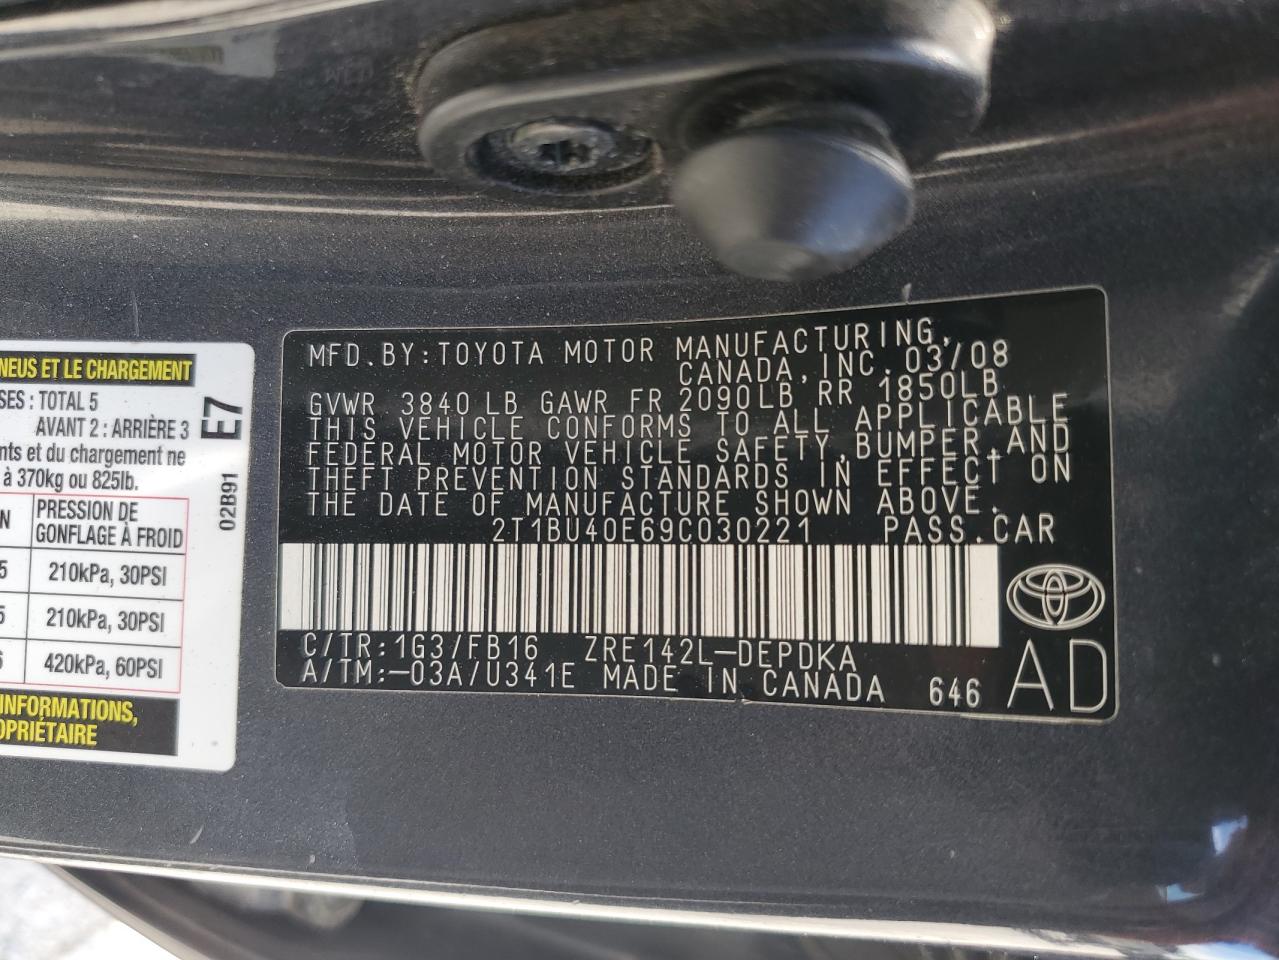 NEUS ET LE CHARGEMENT
SES : TOTAL 5
AVANT 2 : ARRIÈRE 3
nts et du chargement ne
à 370kg ou 825lb.
PRESSION DE
GONFLAGE À FROID
210kPa, 30PSI
210kPa, 30PSI
420kPa, 60PSI
INFORMATIONS,
OPRIÉTAIRE
E7
02B91
MFD.BY:TOYOTA MOTOR MANUFACTURING,
CANADA,INC.03/08
GVWR 3840 LB GAWR FR 2090LB RR 1850LB
THIS VEHICLE CONFORMS TO ALL APPLICABLE
FEDERAL MOTOR VEHICLE SAFETY,BUMPER,AND
THEFT PREVENTION STANDARDS IN EFFECT ON
THE DATE OF MANUFACTURE SHOWN ABOVE.
2T1BU40E69C030221 PASS.CAR
C/TR:1G3/FB16 ZRE142L-DEPDKA
A/TM:-03A/U341E MADE IN CANADA 646
AD